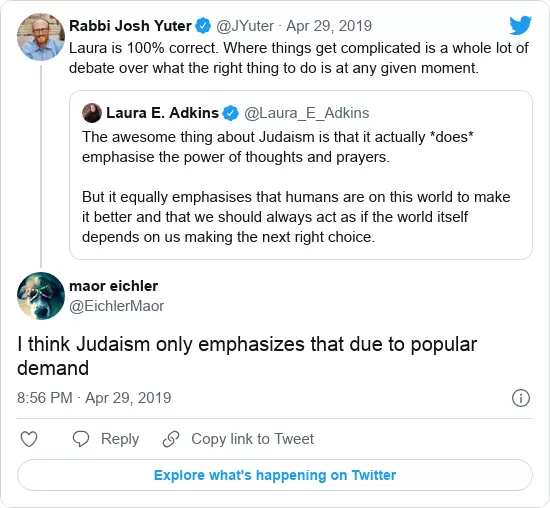 Rabbi Josh Yuter @JYuter · Apr 29, 2019
Laura is 100% correct. Where things get complicated is a whole lot of
debate over what the right thing to do is at any given moment.
Laura E. Adkins @Laura_E_Adkins
The awesome thing about Judaism is that it actually *does*
emphasise the power of thoughts and prayers.
But it equally emphasises that humans are on this world to make
it better and that we should always act as if the world itself
depends on us making the next right choice.
maor eichler
@EichlerMaor
I think Judaism only emphasizes that due to popular
demand
8:56 PM · Apr 29, 2019
Reply Copy link to Tweet
Explore what's happening on Twitter